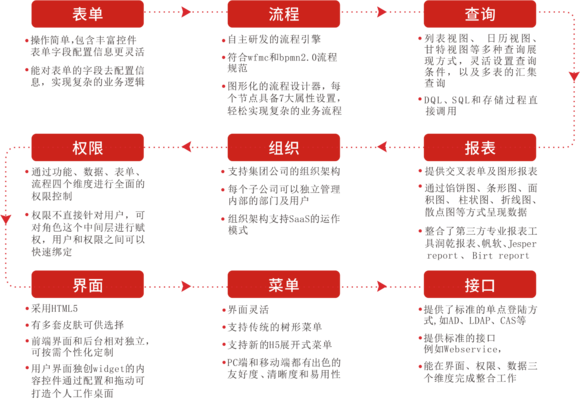 表单
操作简单,包含丰富控件
表单字段配置信息更灵活
能对表单的字段去配置信
息，实现复杂的业务逻辑
流程
自主研发的流程引擎
符合wfmc和bpmn2.0流程
规范
图形化的流程设计器，每
个节点具备7大属性设置，
轻松实现复杂的业务流程
查询
列表视图、 日历视图、
甘特视图等多种查询展
现方式，灵活设置查询
条件，以及多表的汇集
查询
DQL、SQL和存储过程直
接调用
权限
通过功能、数据、表单、
流程四个维度进行全面的
权限控制
权限不直接针对用户，可
对角色这个中间层进行赋
权，用户和权限之间可以
快速绑定
组织
支持集团公司的组织架构
每个子公司可以独立管理
内部的部门及用户
组织架构支持SaaS的运作
模式
报表
提供交叉表单及图形报表
通过馅饼图、条形图、面
积图、 柱状图、折线图、
散点图等方式呈现数据
整合了第三方专业报表工
具润乾报表、帆软、Jesper
report 、 Birt report
界面
采用HTML5
有多套皮肤可供选择
前端界面和后台相对独立，
可按需个性化定制
用户界面独创widget的内
容控件通过配置和拖动可
打造个人工作桌面
菜单
界面灵活
支持传统的树形菜单
支持新的H5展开式菜单
PC端和移动端都有出色的
友好度、清晰度和易用性
接口
提供了标准的单点登陆方
式,如AD、LDAP、CAS等
提供标准的接口
例如Webservice，
能在界面、权限、数据三
个维度完成整合工作